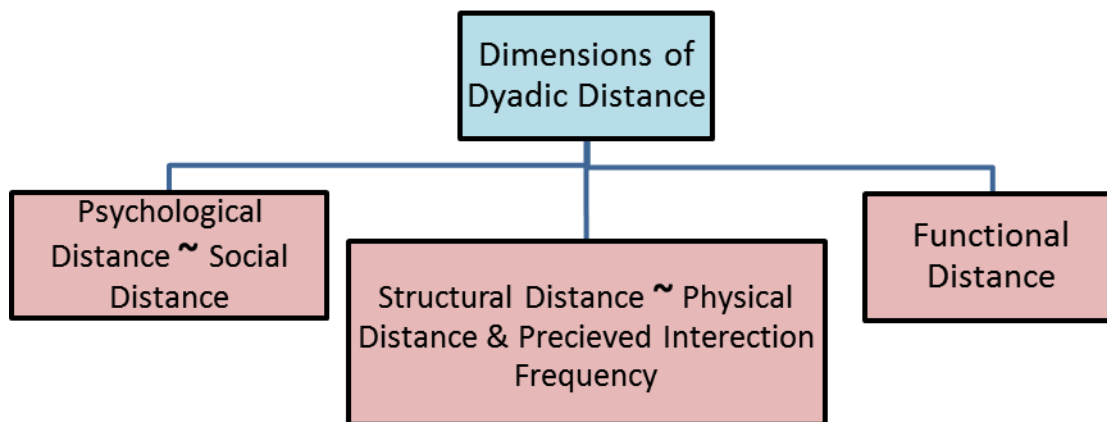 Dimensions of
Dyadic Distance
Psychological
Distance ~ Social
Distance
Structural Distance ~ Physical
Distance & Precieved Interection
Frequency
Functional
Distance